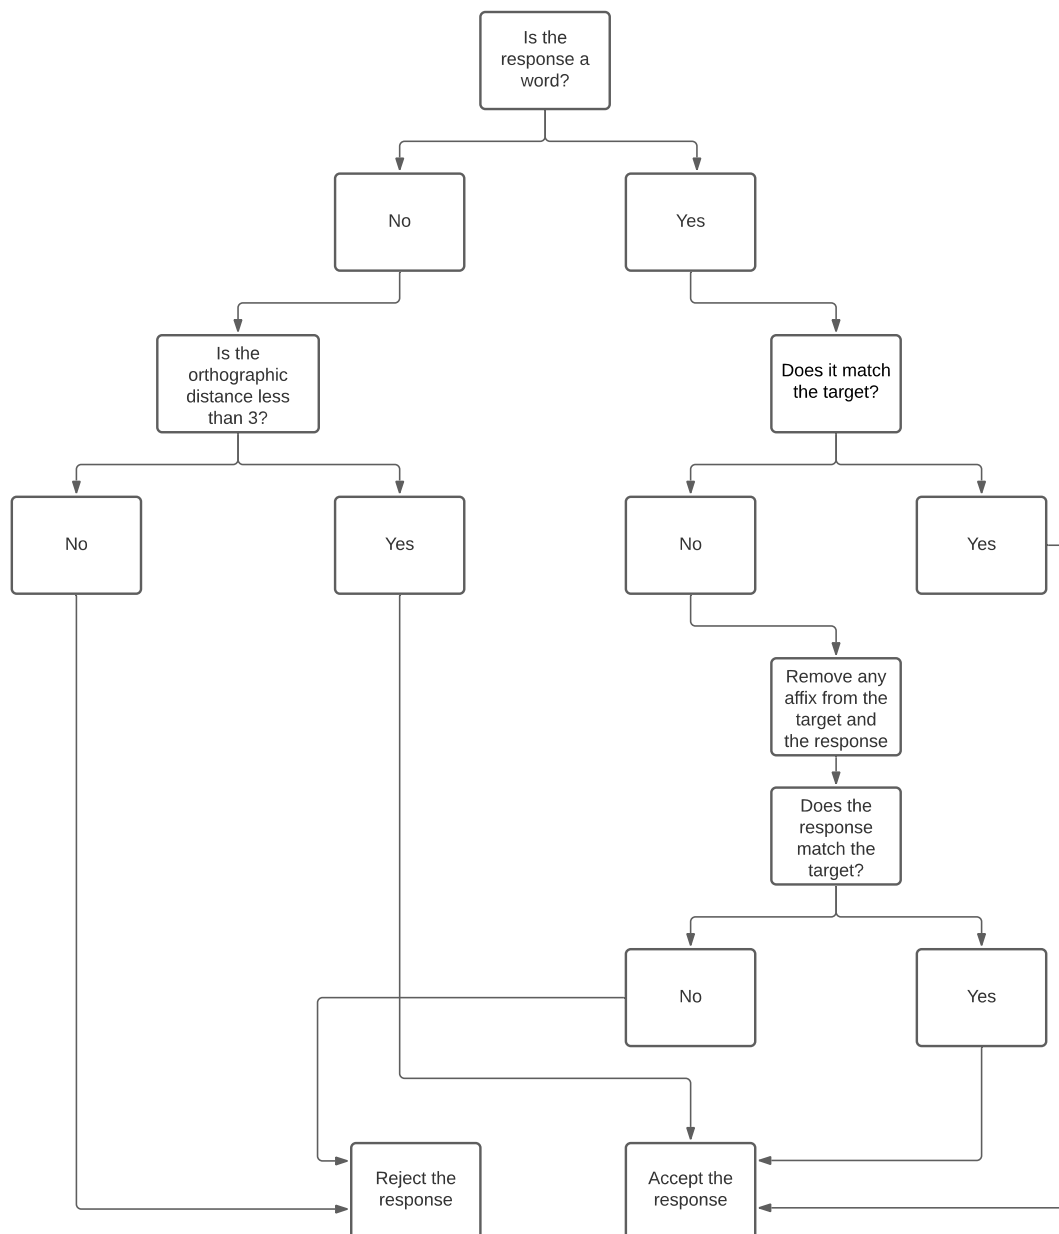 Is the
response a
word?
No
Yes
Is the
orthographic
distance less
than 3?
Does it match
the target?
No
Yes
No
Yes
Remove any
affix from the
target and
the response
Does the
response
match the
target?
No
Yes
Reject the
response
Accept the
response